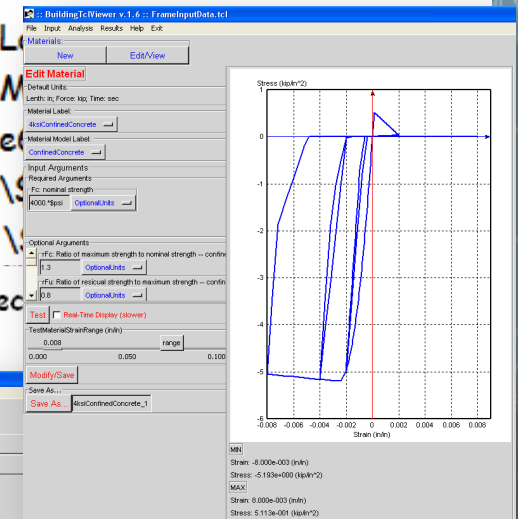 :: BuildingTclViewer v.1.6 :: FrameInputData.tcl
File Input Analysis Results Help Exit
Materials:
New Edit/View
Edit Material
Default Units:
Lenth: in; Force: kip; Time: sec
Material Label:
4ksiConfinedConcrete
Material Model Label:
ConfinedConcrete
Input Arguments
Required Arguments
Fc: nominal strength
4000.*$psi OptionalUnits
Optional Arguments
rFc: Ratio of maximum strength to nominal strength -- confine
1.3 OptionalUnits
rFu: Ratio of resicual strength to maximum strength -- confin
0.8 OptionalUnits
Test Real-Time Display (slower)
TestMaterialStrainRange (in/in)
0.008 range
0.000 0.050 0.100
Modify/Save
Save As...
Save As... 4ksiConfinedConcrete_1
Stress (kip/in^2)
1
0
-1
-2
-3
-4
-5
-6
-0.008 -0.006 -0.004 -0.002 0.000 0.002 0.004 0.006 0.008
Strain (in/in)
MIN
Strain: -8.000e-003 (in/in)
Stress: -5.193e+000 (kip/in^2)
MAX
Strain: 8.000e-003 (in/in)
Stress: 5.113e-001 (kip/in^2)